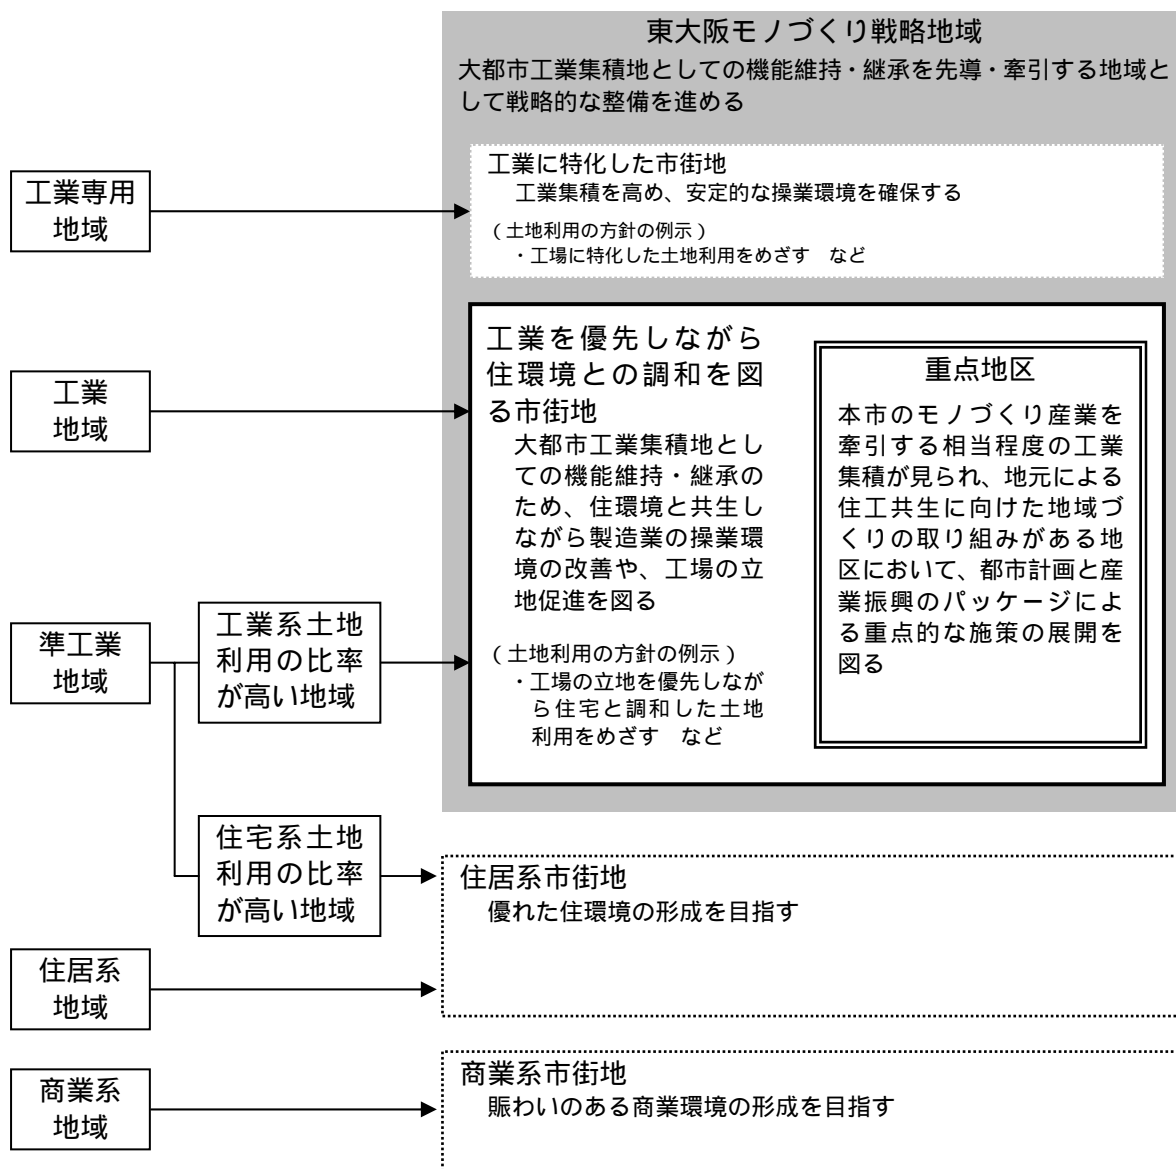 東大阪モノづくり戦略地域
大都市工業集積地としての機能維持・継承を先導・牽引する地域と
して戦略的な整備を進める
工業専用
地域
工業に特化した市街地
工業集積を高め、安定的な操業環境を確保する
（土地利用の方針の例示）
・工場に特化した土地利用をめざす　など
工業
地域
工業を優先しながら
住環境との調和を図
る市街地
大都市工業集積地とし
ての機能維持・継承の
ため、住環境と共生し
ながら製造業の操業環
境の改善や、工場の立
地促進を図る
（土地利用の方針の例示）
・工場の立地を優先しなが
ら住宅と調和した土地
利用をめざす　など
重点地区
本市のモノづくり産業を
牽引する相当程度の工業
集積が見られ、地元による
住工共生に向けた地域づ
くりの取り組みがある地
区において、都市計画と産
業振興のパッケージによ
る重点的な施策の展開を
図る
準工業
地域
工業系土地
利用の比率
が高い地域
住宅系土地
利用の比率
が高い地域
住居系市街地
優れた住環境の形成を目指す
住居系
地域
商業系
地域
商業系市街地
賑わいのある商業環境の形成を目指す